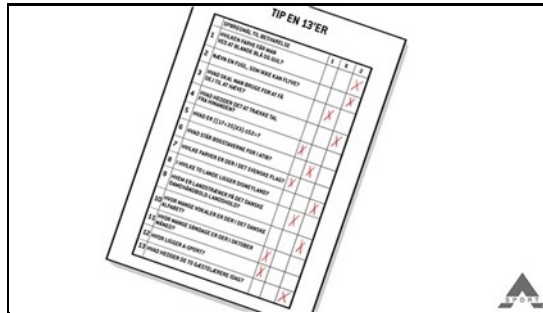 TIP EN 13'ER
SPØRGSMÅL TIL BESVARELSE 1 X 2
1 HVILKEN FARVE FÅR MAN
VED AT BLANDE BLÅ OG GUL?
2 NÆVN EN FUGL, SOM IKKE KAN FLYVE?
3 HVAD SKAL MAN BRUGE FOR AT FÅ
DEJ TIL AT HÆVE?
4 HVAD HEDDER DET AT TRÆKKE TAL
FRA HINANDEN?
5 HVAD ER
6 HVAD STÅR BOGSTAVERNE FOR I
7 HVILKE FARVER ER DER I DET SVENSKE FLAG?
8 I HVILKE TO LANDE LIGGER DISNEYLAND?
9 HVEM ER LANDSTRÆNER PÅ DET DANSKE
DAMEHÅNDBOLD-LANDSHOLD?
10 HVOR MANGE VOKALER ER DER I DET DANSKE
ALFABET?
11 HVOR MANGE SØNDAGE ER DER I OKTOBER
MÅNED?
12 HVOR LIGGER A-SPORT?
13 HVAD HEDDER DE TO GÆSTELÆRERE IDAG?
A
SPORT